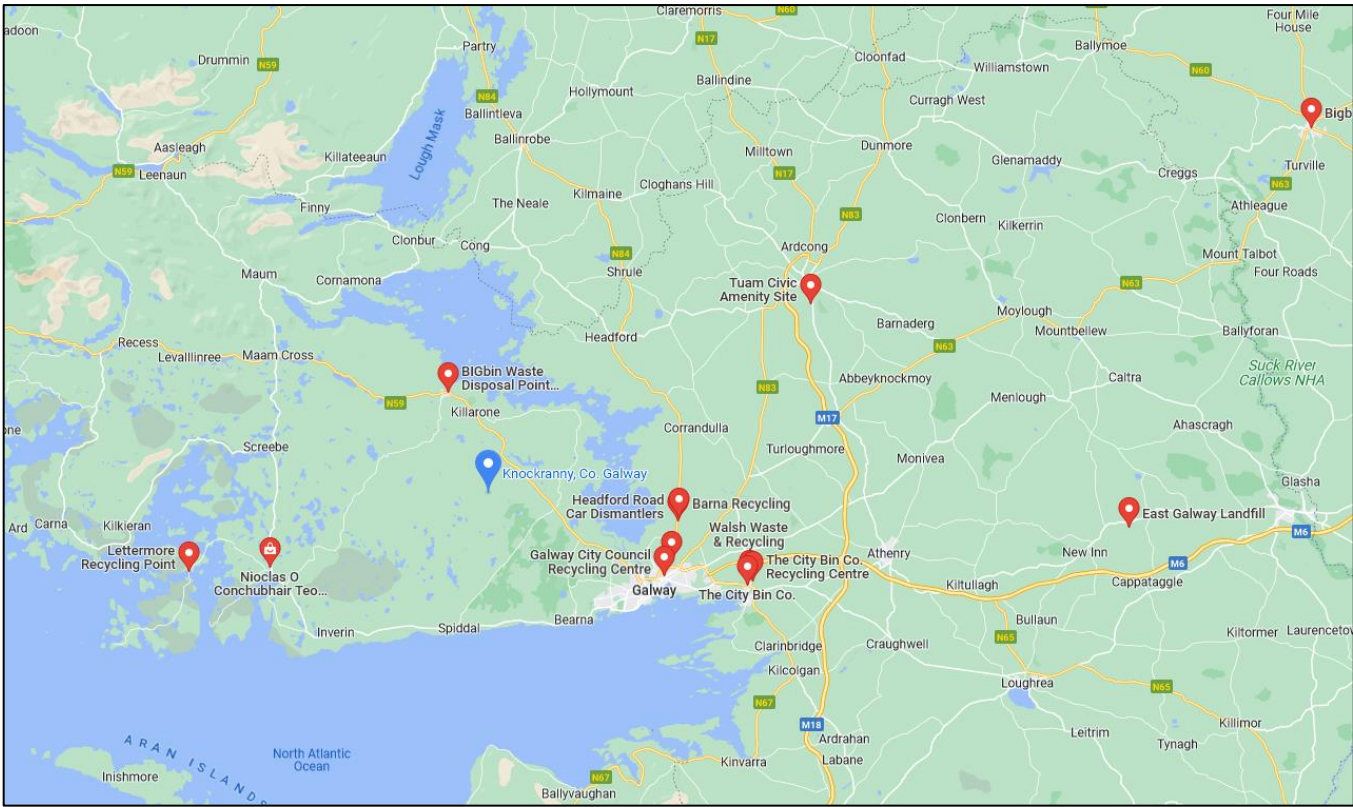 Claremorris
N60
Four Mile
House
adoon
Drummin
N59
Partry
N17
Cloonfad
Ballymoe
Williamstown
N60
Ballindine
Hollymount
N84
Ballintleva
Curragh West
Bigb
Lough Mask
Aasleagh
Killateeaun
Ballinrobe
Milltown
Dunmore
Glenamaddy
Turville
N59
Leenaun
N17
Creggs
N63
Kilmaine
Cloghans Hill
Finny
The Neale
N83
Clonbern
Kilkerrin
Athleague
Clonbur
Cong
Ardcong
N84
Mount Talbot
Maum
Cornamona
Shrule
Four Roads
Tuam Civic
Amenity Site
N63
Moylough
Barnaderg
Mountbellew
Ballyforan
Headford
Recess
Levalllinree
Maam Cross
N63
Suck River
Callows NHA
BIGbin Waste
Disposal Point...
Abbeyknockmoy
Caltra
N83
N59
Killarone
Menlough
M17
Corrandulla
Ahascragh
one
Screebe
Turloughmore
Monivea
Knockranny, Co. Galway
Glasha
Headford Road
Car Dismantlers
Barna Recycling
East Galway Landfill
Ard
Carna
Kilkieran
Walsh Waste
& Recycling
M6
Lettermore
Recycling Point
Galway City Council
Recycling Centre
The City Bin Co.
Recycling Centre
Athenry
New Inn
M6
Nioclas O
Conchubhair Teo...
Galway
The City Bin Co.
Kiltullagh
Cappataggle
Inverin
Spiddal
Bearna
Bullaun
Clarinbridge
Craughwell
N65
Kiltormer
Laurenceto
Kilcolgan
Loughrea
N65
N67
M18
Killimor
Leitrim
ARAN ISLANDS
North Atlantic
Ocean
Ardrahan
Tynagh
Inishmore
Kinvarra
Labane
N67
Ballyvaughan